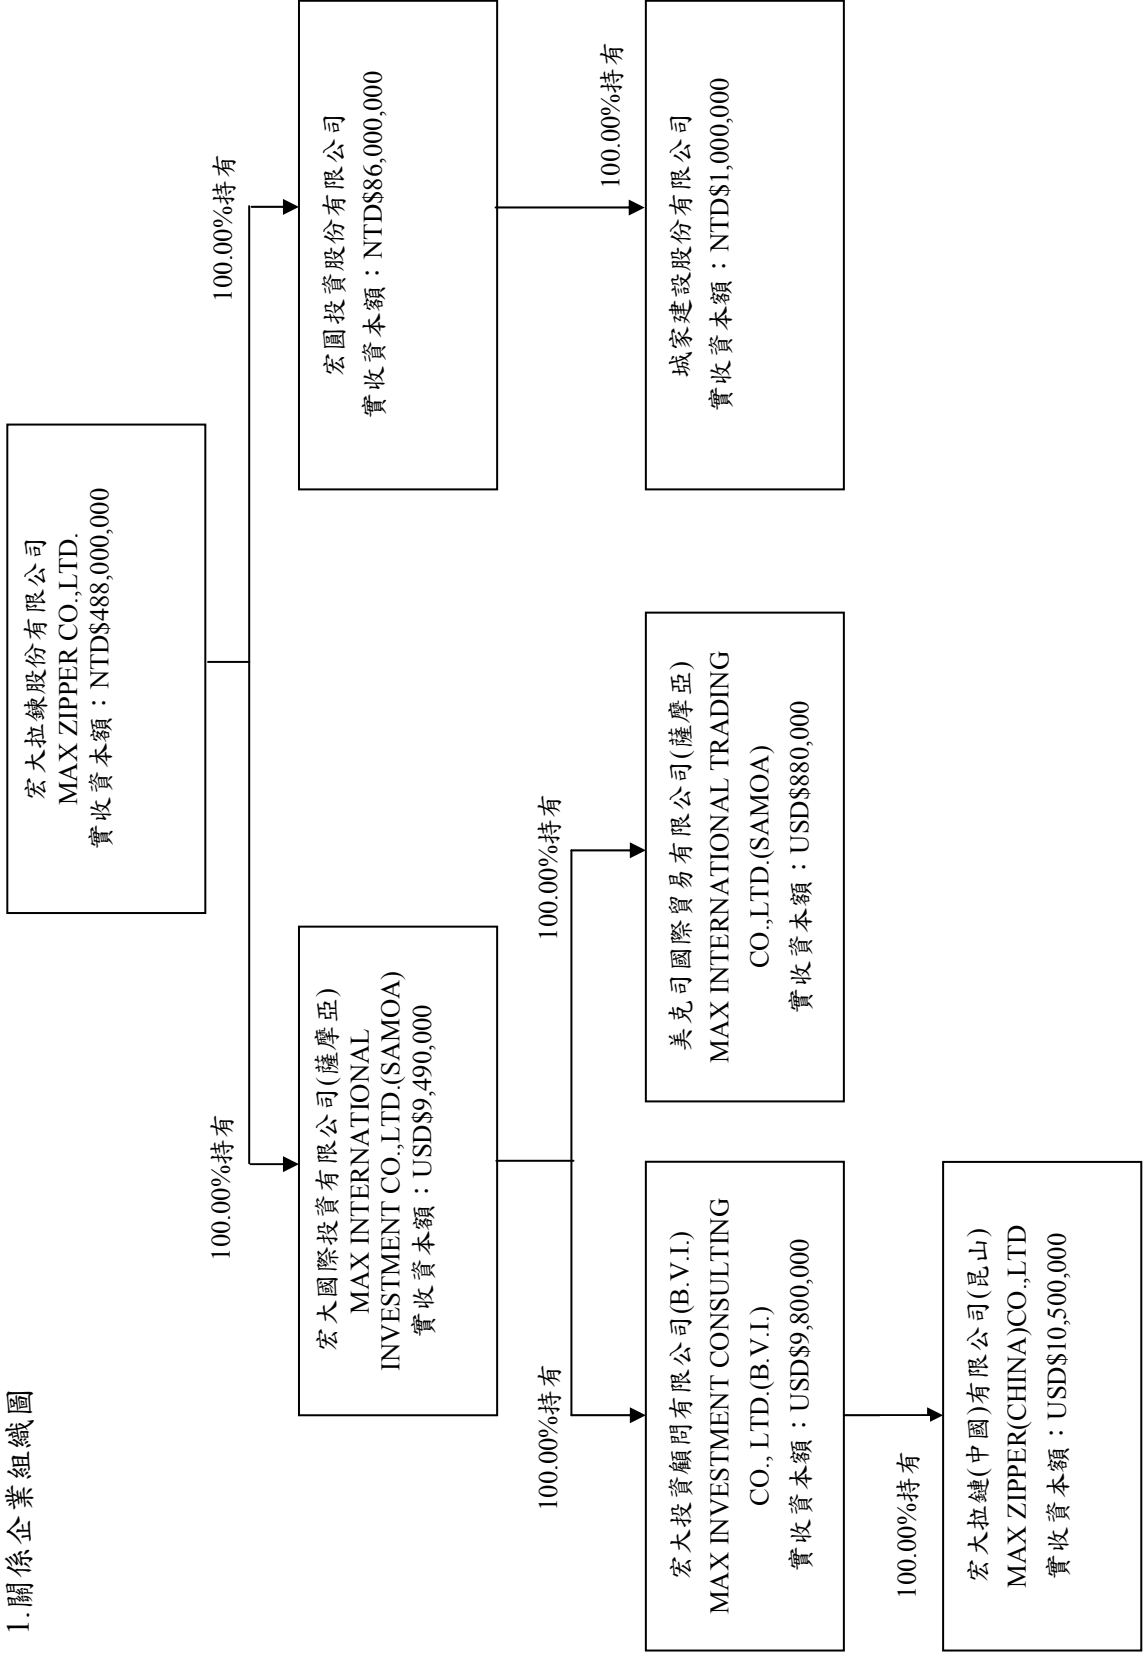 1.關係企業組織圖
宏大拉鍊股份有限公司
MAX ZIPPER CO.,LTD.
實收資本額：NTD$488,000,000
100.00%持有
100.00%持有
宏大國際投資有限公司(薩摩亞)
MAX INTERNATIONAL
INVESTMENT CO.,LTD.(SAMOA)
實收資本額：USD$9,490,000
宏圓投資股份有限公司
實收資本額：NTD$86,000,000
100.00%持有
100.00%持有
100.00%持有
宏大投資顧問有限公司(B.V.I.)
MAX INVESTMENT CONSULTING
CO., LTD.(B.V.I.)
實收資本額：USD$9,800,000
美克司國際貿易有限公司(薩摩亞)
MAX INTERNATIONAL TRADING
CO.,LTD.(SAMOA)
實收資本額：USD$880,000
城家建設股份有限公司
實收資本額：NTD$1,000,000
100.00%持有
宏大拉鏈(中國)有限公司(昆山)
MAX ZIPPER(CHINA)CO.,LTD
實收資本額：USD$10,500,000